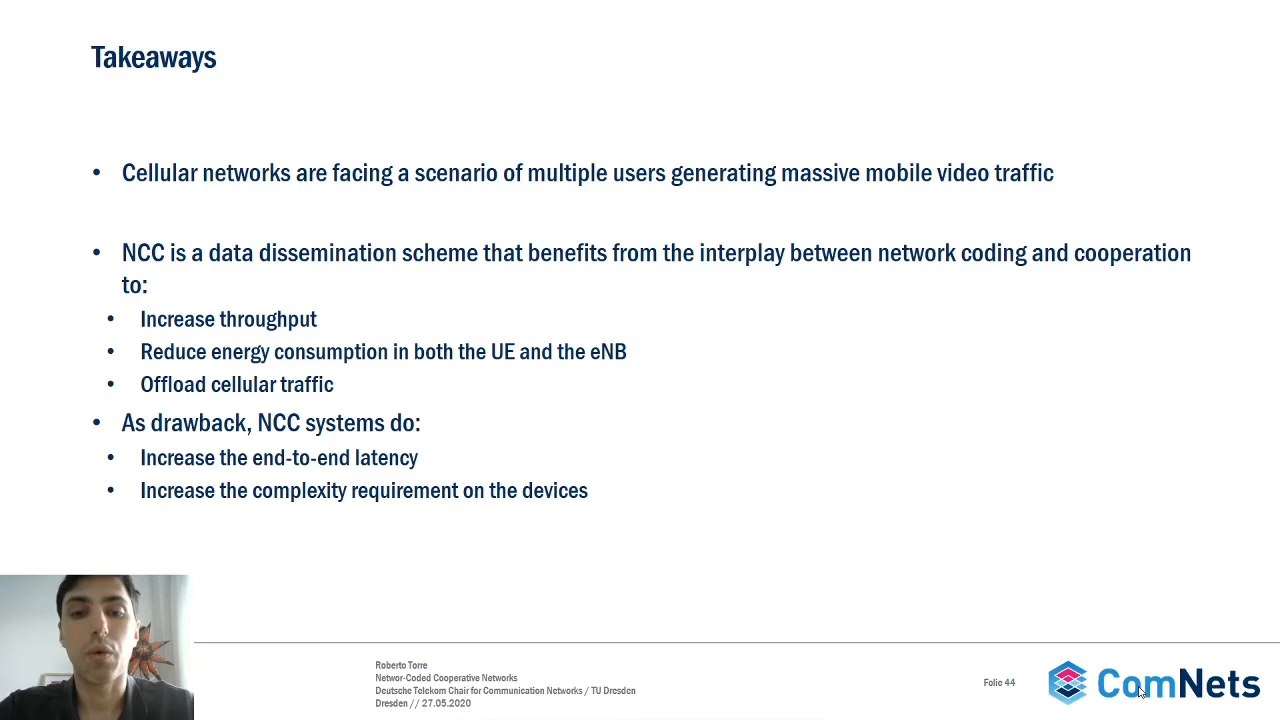 Takeaways
• Cellular networks are facing a scenario of multiple users generating massive mobile video traffic
• NCC is a data dissemination scheme that benefits from the interplay between network coding and cooperation
to:
• Increase throughput
• Reduce energy consumption in both the UE and the eNB
• Offload cellular traffic
• As drawback, NCC systems do:
• Increase the end-to-end latency
• Increase the complexity requirement on the devices
Roberto Torre
Networ-Coded Cooperative Networks
Deutsche Telekom Chair for Communication Networks / TU Dresden
Dresden // 27.05.2020
Folie 44
ComNets